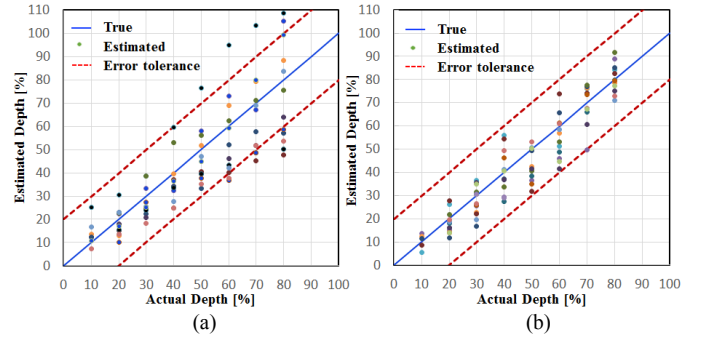 110
100
90
80
70
60
50
40
30
20
10
0
True
Estimated
Error tolerance
Estimated Depth [%]
0 10 20 30 40 50 60 70 80 90 100
Actual Depth [%]
(a)
110
100
90
80
70
60
50
40
30
20
10
0
True
Estimated
Error tolerance
Estimated Depth [%]
0 10 20 30 40 50 60 70 80 90 100
Actual Depth [%]
(b)